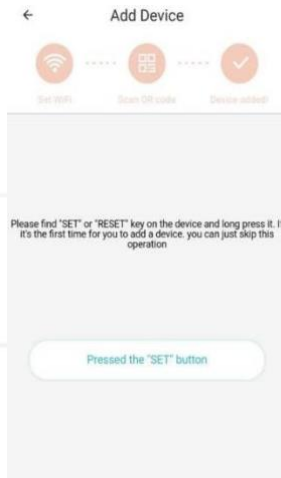 Add Device
Set WiFi
Scan QR code
Device added!
Please find "SET" or "RESET" key on the device and long press it. If
it's the first time for you to add a device. you can just skip this
operation
Pressed the "SET" button